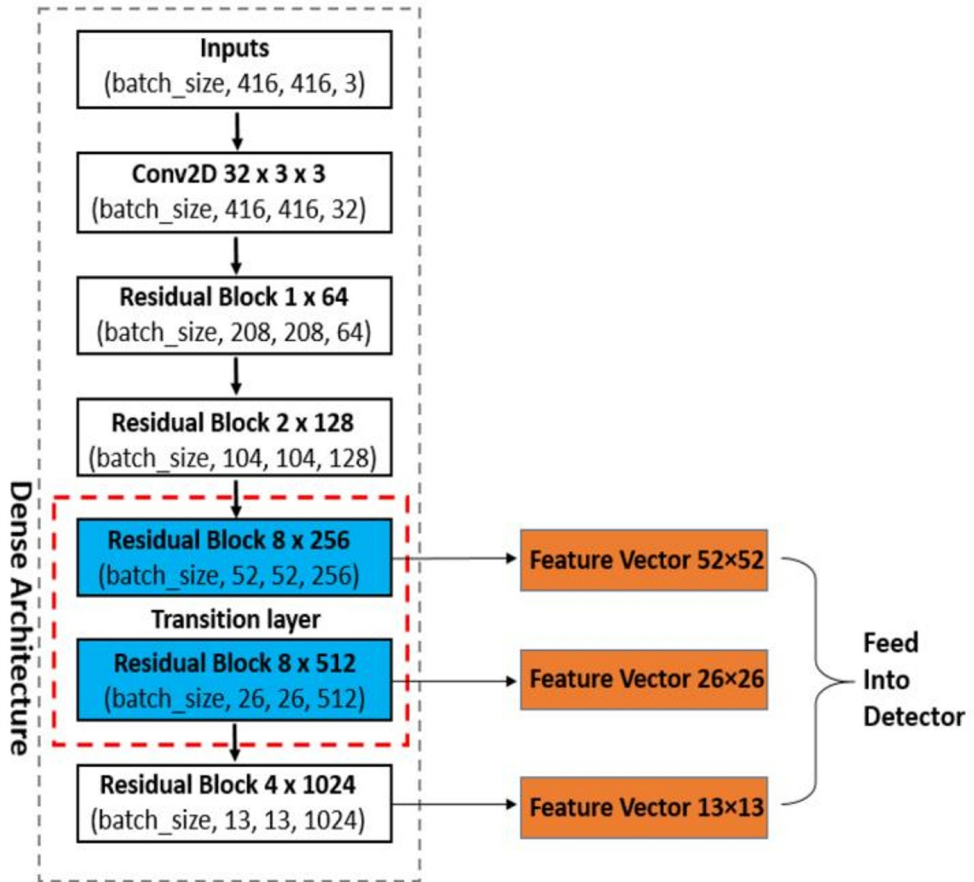 Inputs
(batch_size, 416, 416, 3)
Conv2D 32 x 3 x 3
(batch_size, 416, 416, 32)
Residual Block 1 x 64
(batch_size, 208, 208, 64)
Residual Block 2 x 128
(batch_size, 104, 104, 128)
Dense Architecture
Residual Block 8 x 256
(batch_size, 52, 52, 256)
Transition layer
Residual Block 8 x 512
(batch_size, 26, 26, 512)
Residual Block 4 x 1024
(batch_size, 13, 13, 1024)
Feature Vector 52×52
Feature Vector 26×26
Feature Vector 13×13
Feed
Into
Detector